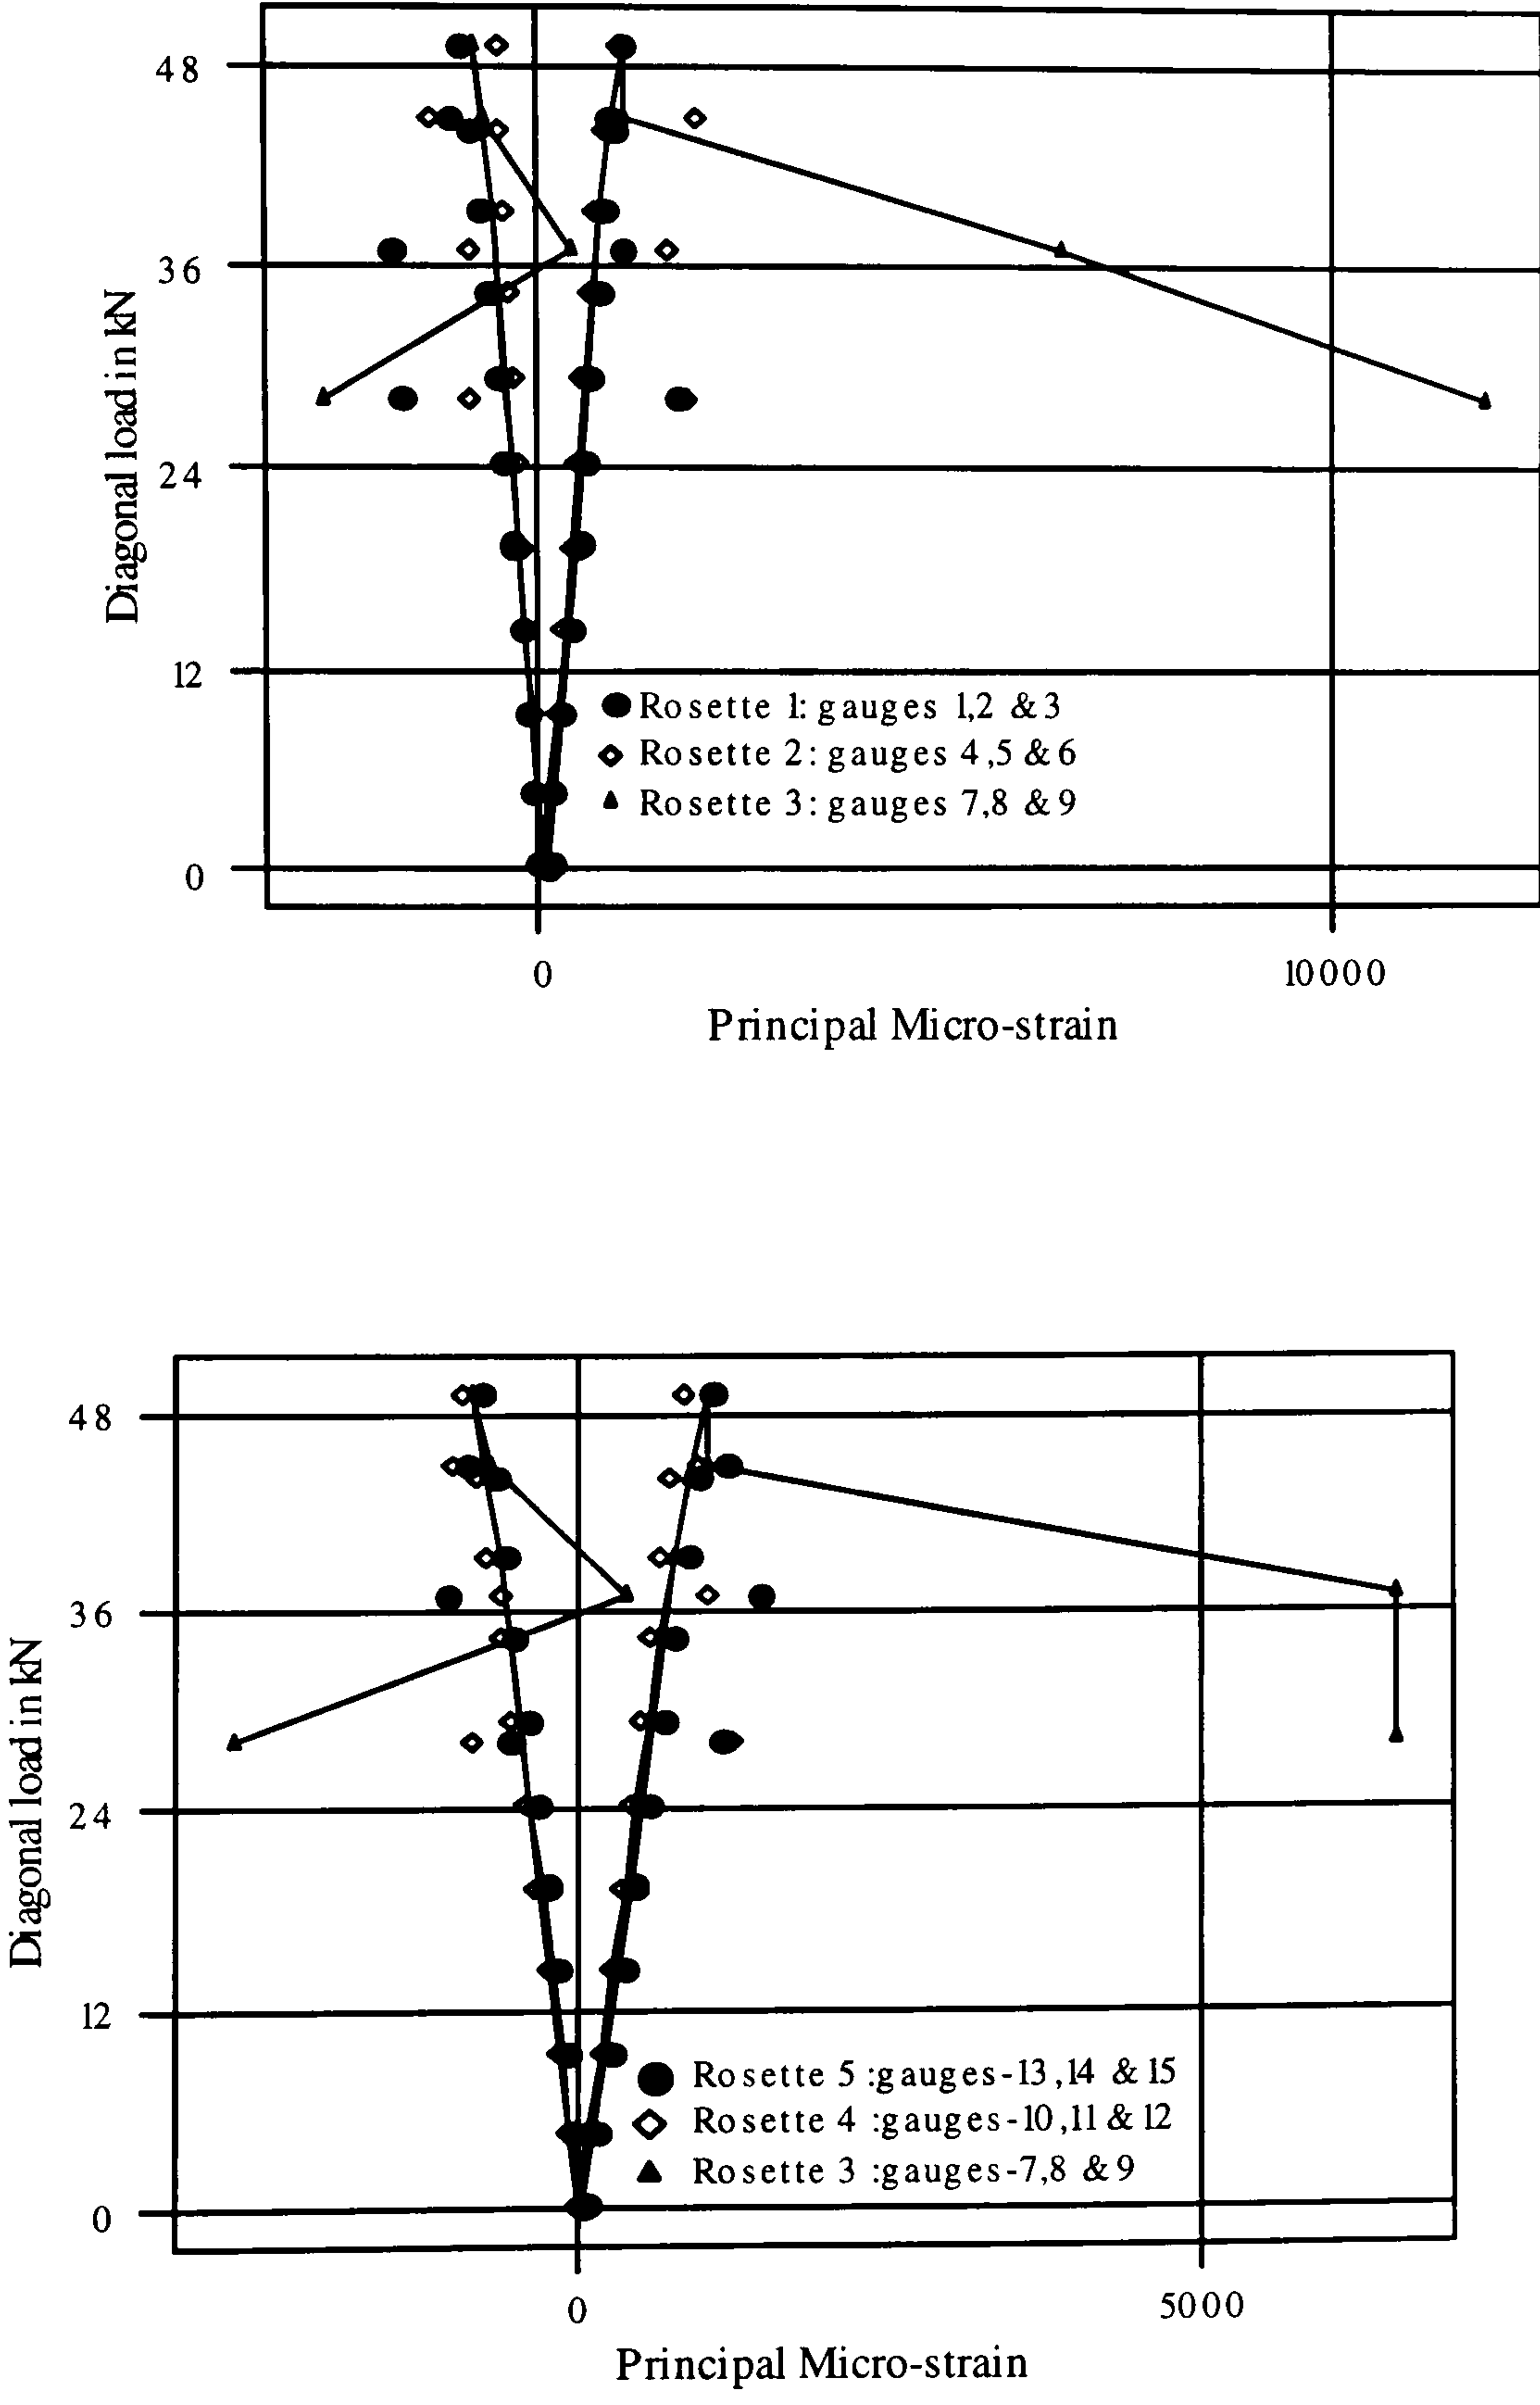 48
36
24
12
0
Diagonal load in kN
Rosette 1: gauges 1,2 & 3
Rosette 2: gauges 4,5 & 6
Rosette 3: gauges 7,8 & 9
0 10000
Principal Micro-strain
48
36
24
12
0
Diagonal load in kN
Rosette 5 :gauges-13,14 & 15
Rosette 4 :gauges-10,11 & 12
Rosette 3 :gauges-7,8 & 9
0 5000
Principal Micro-strain